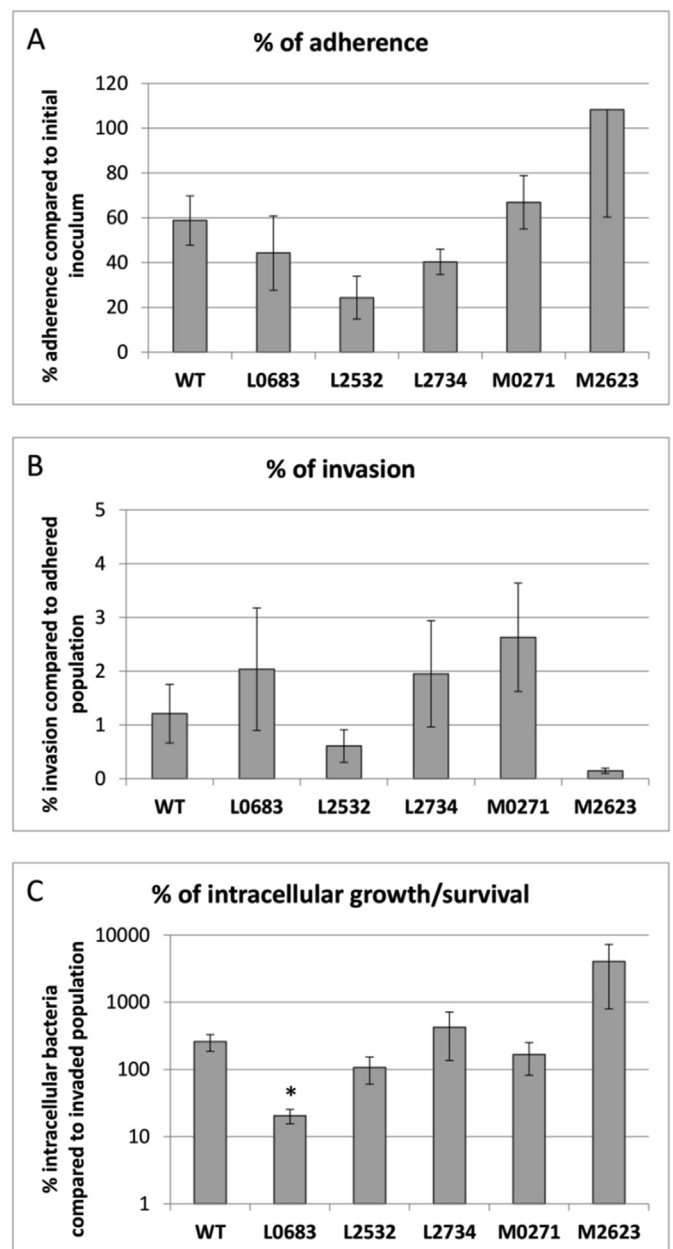 A
% of adherence
% adherence compared to initial
inoculum
120
100
80
60
40
20
0
WT L0683 L2532 L2734 M0271 M2623
B
% of invasion
% invasion compared to adhered
population
5
4
3
2
1
0
WT L0683 L2532 L2734 M0271 M2623
C
% of intracellular growth/survival
% intracellular bacteria
compared to invaded population
10000
1000
100
10
1
*
WT L0683 L2532 L2734 M0271 M2623